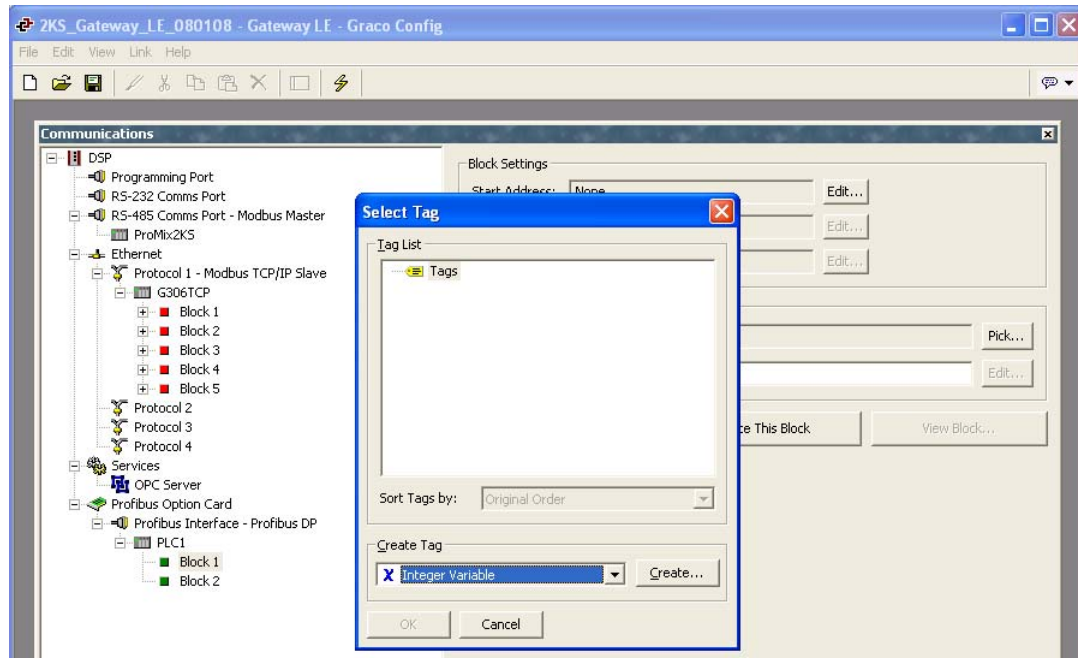 2KS_Gateway_LE_080108 - Gateway LE - Graco Config
File Edit View Link Help
Communications
DSP
Programming Port
RS-232 Comms Port
RS-485 Comms Port - Modbus Master
ProMix2KS
Ethernet
Protocol 1 - Modbus TCP/IP Slave
G306TCP
Block 1
Block 2
Block 3
Block 4
Block 5
Protocol 2
Protocol 3
Protocol 4
Services
OPC Server
Profibus Option Card
Profibus Interface - Profibus DP
PLC1
Block 1
Block 2
Block Settings
Start Address: None Edit...
Edit...
Edit...
Pick...
Edit...
This Block View Block...
Select Tag
Tag List
Tags
Sort Tags by: Original Order
Create Tag
Integer Variable Create...
OK Cancel